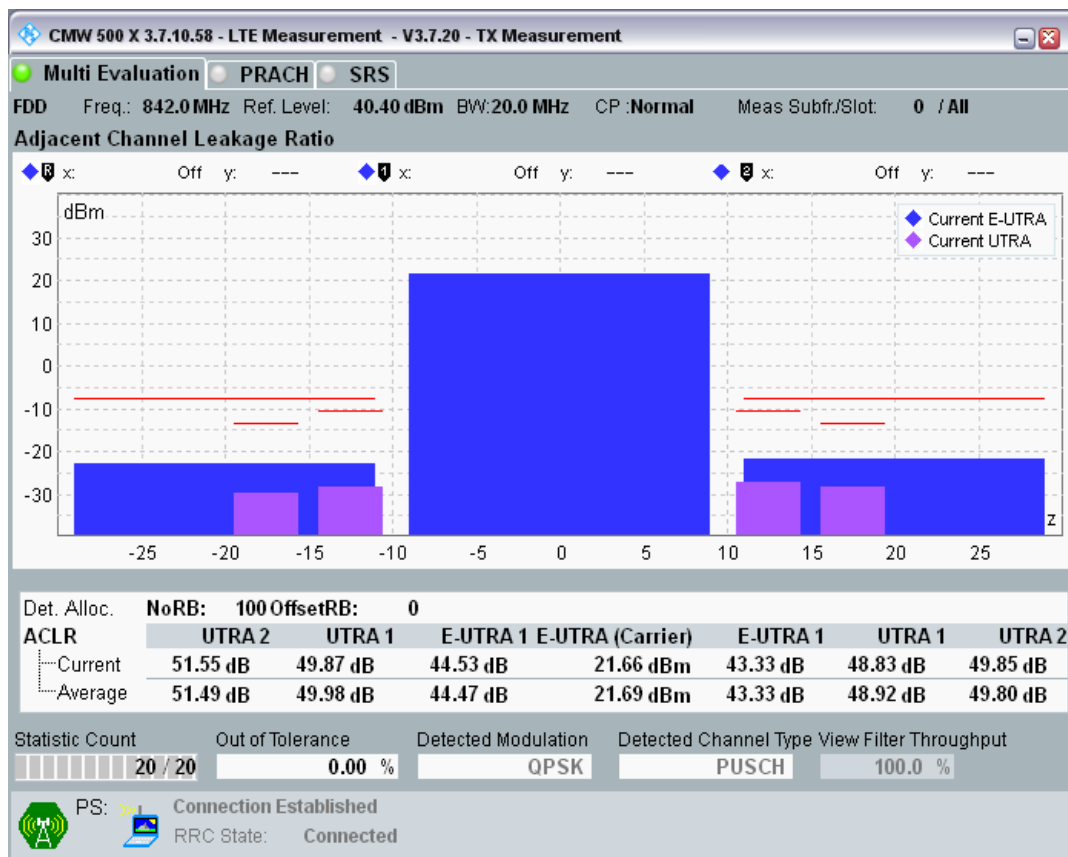 CMW 500 X 3.7.10.58 - LTE Measurement - V3.7.20 - TX Measurement
Multi Evaluation PRACH SRS
FDD Freq.: 842.0 MHz Ref. Level: 40.40 dBm BW: 20.0 MHz CP :Normal Meas Subfr./Slot: 0 / All
Adjacent Channel Leakage Ratio
R x: Off y: --- 1 x: Off y: --- 2 x: Off y: ---
dBm
Current E-UTRA
Current UTRA
30
20
10
0
-10
-20
-30
z
-25 -20 -15 -10 -5 0 5 10 15 20 25
Det. Alloc. NoRB: 100 OffsetRB: 0
ACLR UTRA 2 UTRA 1 E-UTRA 1 E-UTRA (Carrier) E-UTRA 1 UTRA 1 UTRA 2
Current 51.55 dB 49.87 dB 44.53 dB 21.66 dBm 43.33 dB 48.83 dB 49.85 dB
Average 51.49 dB 49.98 dB 44.47 dB 21.69 dBm 43.33 dB 48.92 dB 49.80 dB
Statistic Count Out of Tolerance Detected Modulation Detected Channel Type View Filter Throughput
20 / 20 0.00 % QPSK PUSCH 100.0 %
PS: Connection Established
RRC State: Connected